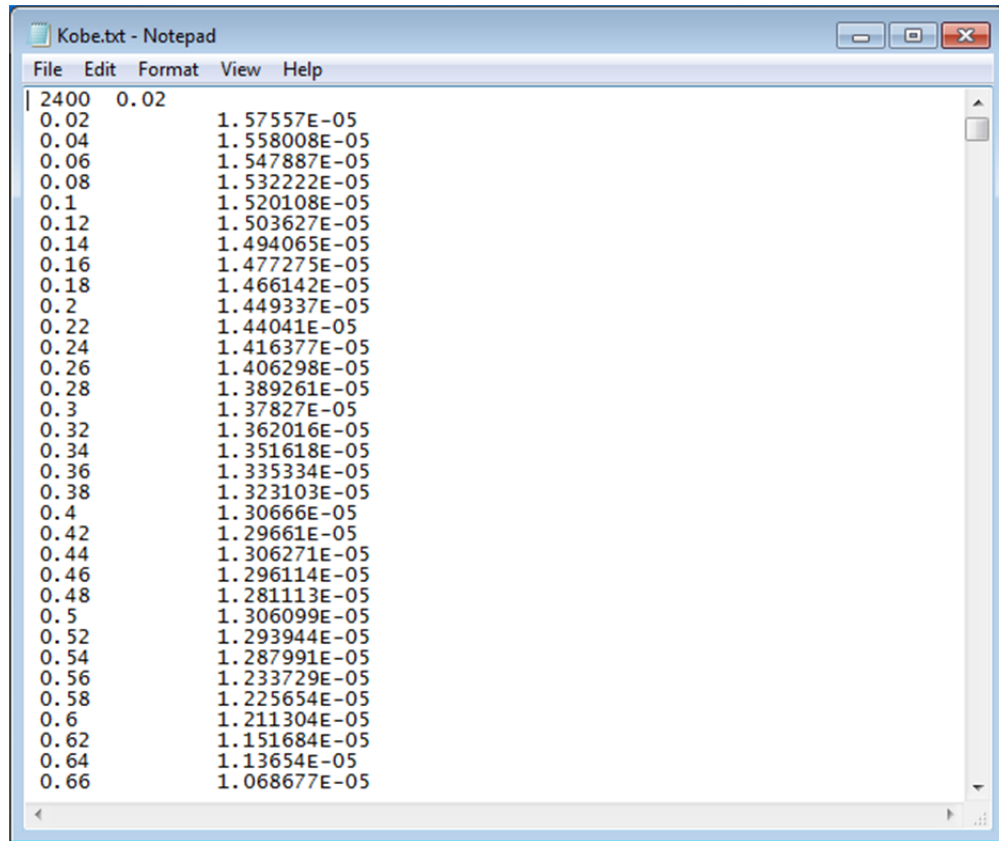 Kobe.txt - Notepad
File Edit Format View Help
2400 0.02
0.02 1.57557E-05
0.04 1.558008E-05
0.06 1.547887E-05
0.08 1.532222E-05
0.1 1.520108E-05
0.12 1.503627E-05
0.14 1.494065E-05
0.16 1.477275E-05
0.18 1.466142E-05
0.2 1.449337E-05
0.22 1.44041E-05
0.24 1.416377E-05
0.26 1.406298E-05
0.28 1.389261E-05
0.3 1.37827E-05
0.32 1.362016E-05
0.34 1.351618E-05
0.36 1.335334E-05
0.38 1.323103E-05
0.4 1.30666E-05
0.42 1.29661E-05
0.44 1.306271E-05
0.46 1.296114E-05
0.48 1.281113E-05
0.5 1.306099E-05
0.52 1.293944E-05
0.54 1.287991E-05
0.56 1.233729E-05
0.58 1.225654E-05
0.6 1.211304E-05
0.62 1.151684E-05
0.64 1.13654E-05
0.66 1.068677E-05